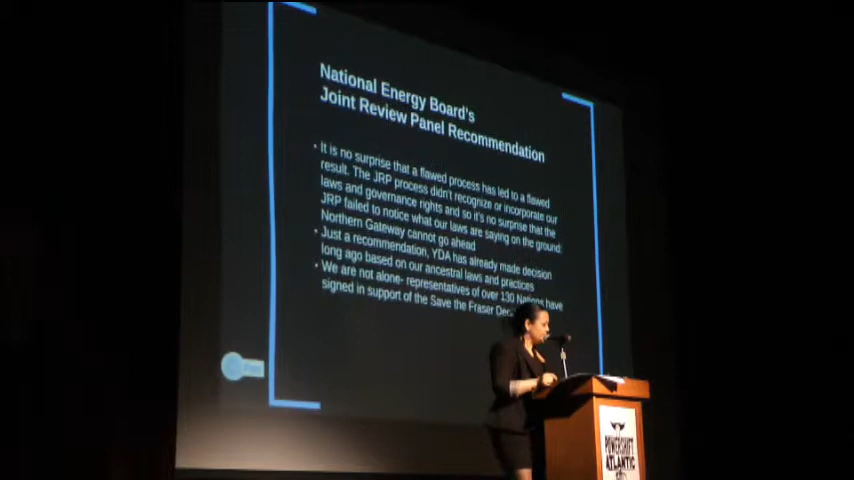 National Energy Board's
Joint Review Panel Recommendation
• It is no surprise that a flawed process has led to a flawed
result. The JRP process didn't recognize or incorporate our
laws and governance rights and so it's no surprise that the
JRP failed to notice what our laws are saying on the ground:
Northern Gateway cannot go ahead
• Just a recommendation, YDA has already made decision
long ago based on our ancestral laws and practices
• We are not alone- representatives of over 130 Nations have
signed in support of the Save the Fraser
POWERSHIFT
ATLANTIC